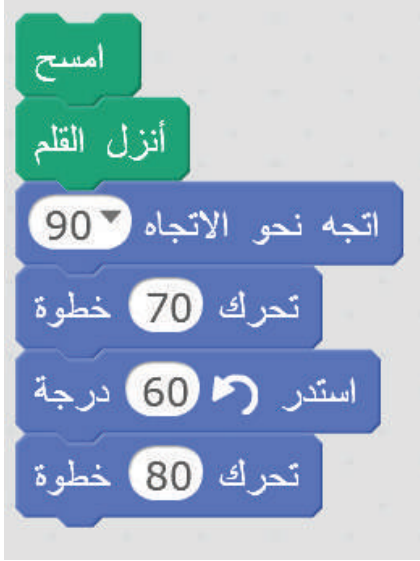 امسح
أنزل القلم
اتجه نحو الاتجاه 90
تحرك 70 خطوة
استدر 60 درجة
تحرك 80 خطوة